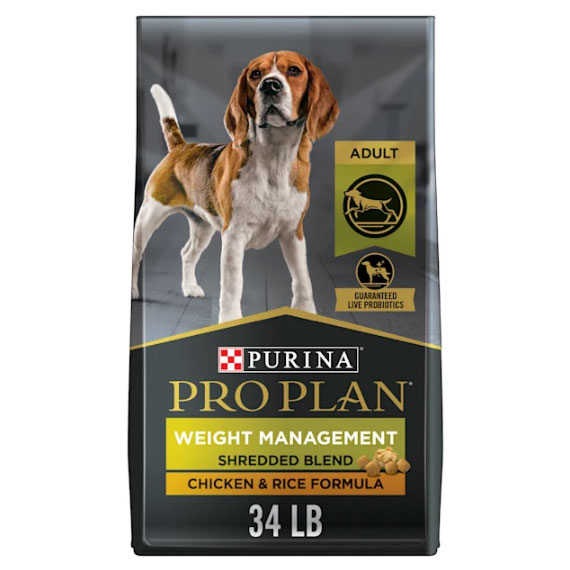 ADULT
GUARANTEED
LIVE PROBIOTICS
PURINA®
PRO PLAN®
WEIGHT MANAGEMENT
SHREDDED BLEND
CHICKEN & RICE FORMULA
34 LB